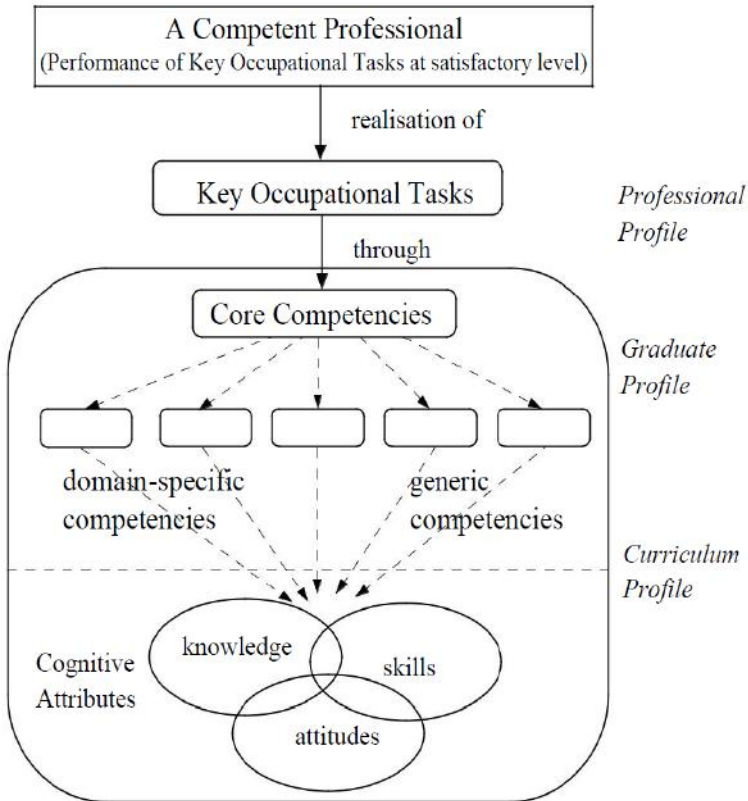 A Competent Professional
(Performance of Key Occupational Tasks at satisfactory level)
realisation of
Key Occupational Tasks
Professional
Profile
through
Core Competencies
Graduate
Profile
domain-specific
competencies
generic
competencies
Curriculum
Profile
Cognitive
Attributes
knowledge
skills
attitudes